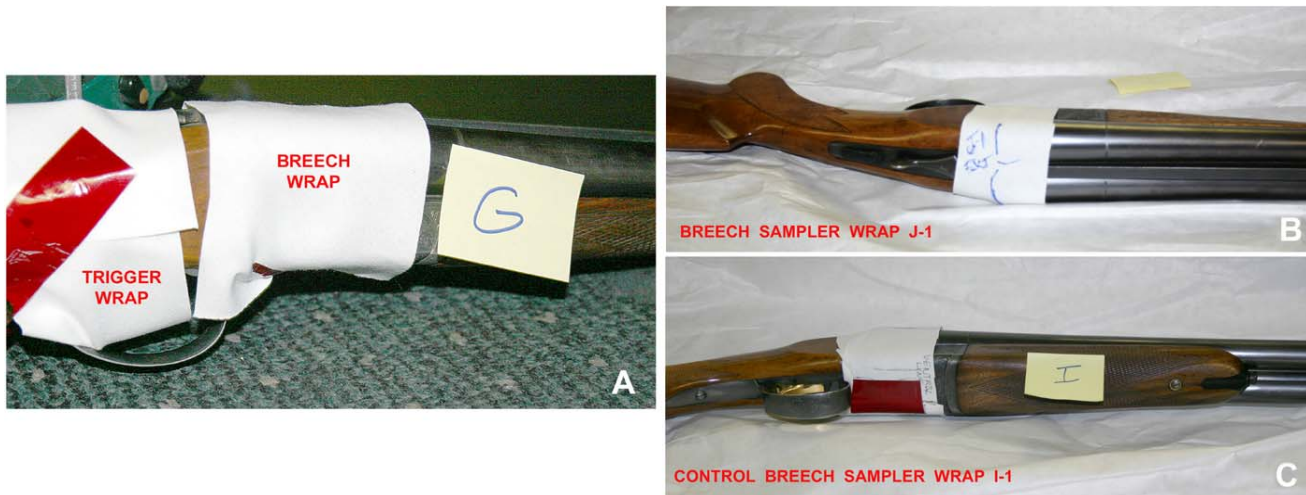 BREECH
WRAP
G
TRIGGER
WRAP
A
BREECH SAMPLER WRAP J-1
B
H
CONTROL BREECH SAMPLER WRAP I-1
C